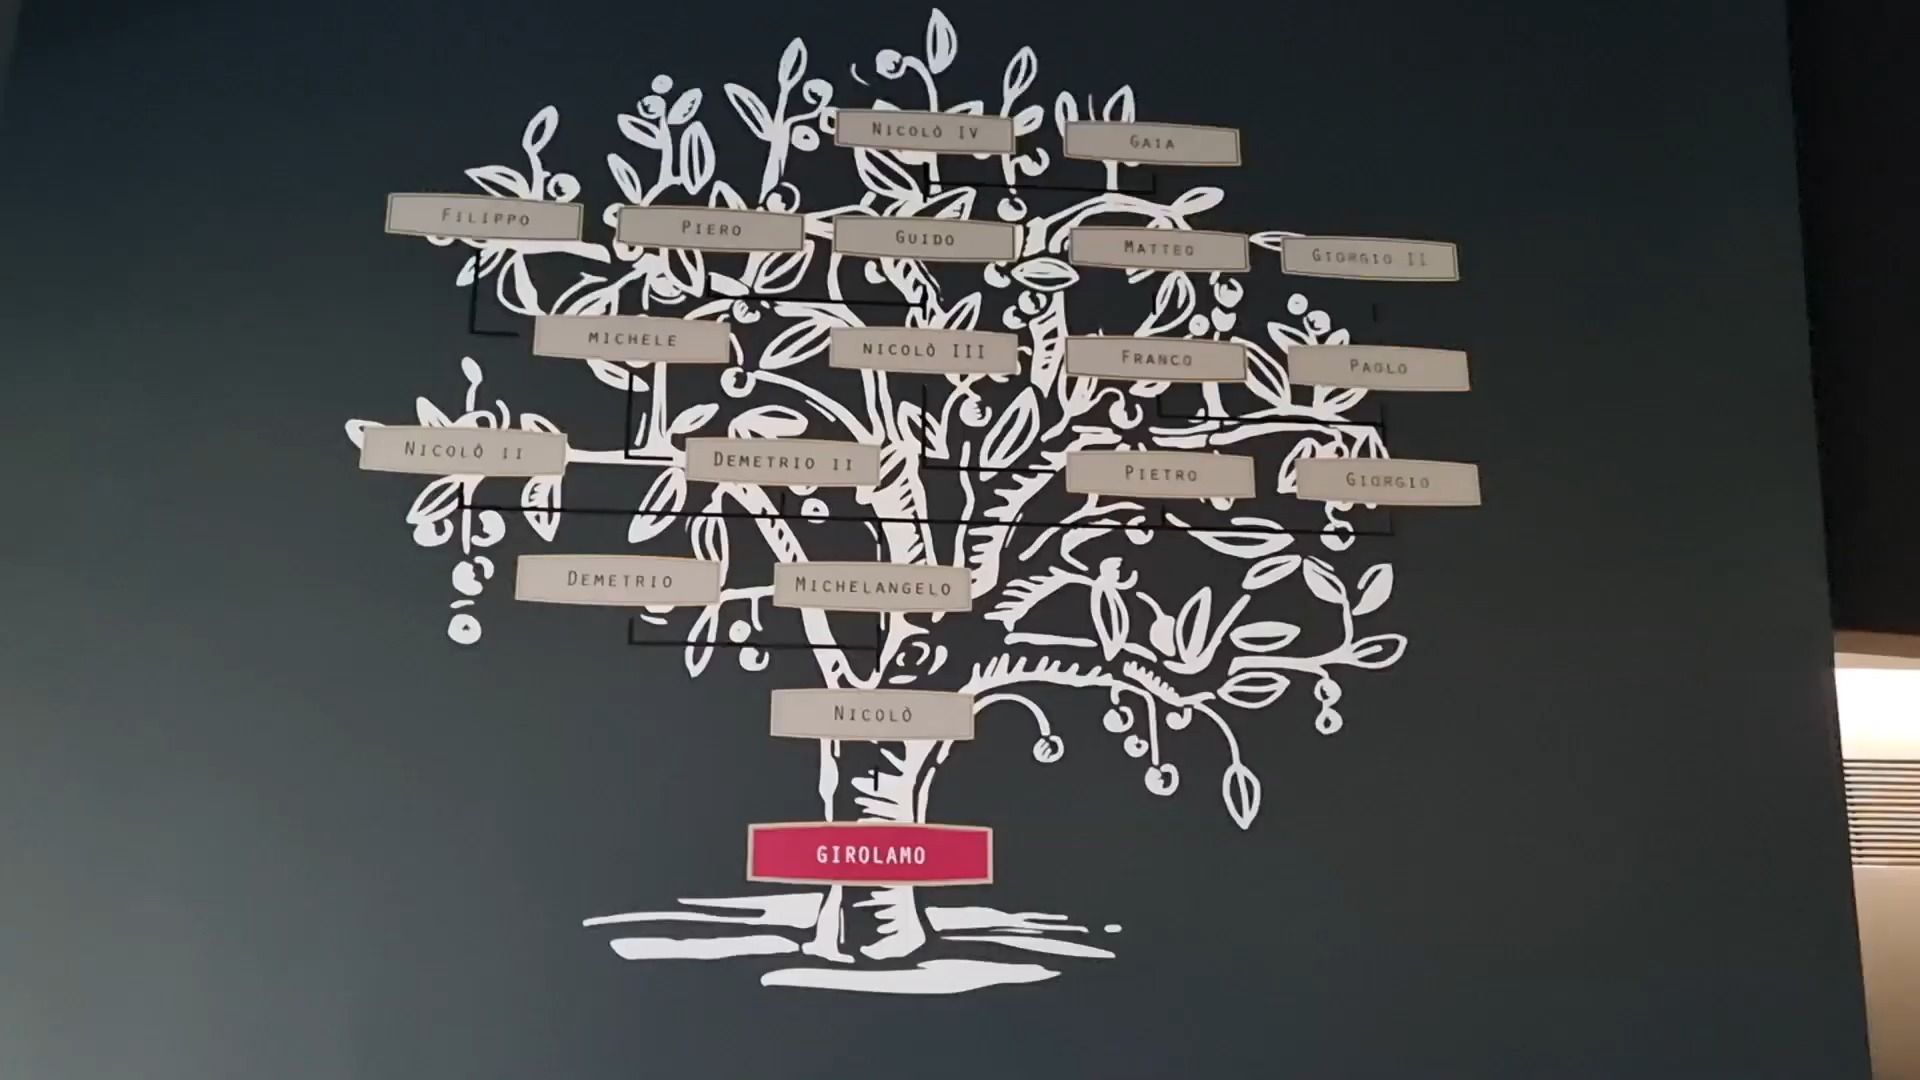 NICOLÒ IV
GAIA
FILIPPO
PIERO
GUIDO
MATTEO
GIORGIO II
MICHELE
NICOLÒ III
FRANCO
PAOLO
NICOLÒ II
DEMETRIO II
PIETRO
GIORGIO
DEMETRIO
MICHELANGELO
NICOLÒ
GIROLAMO